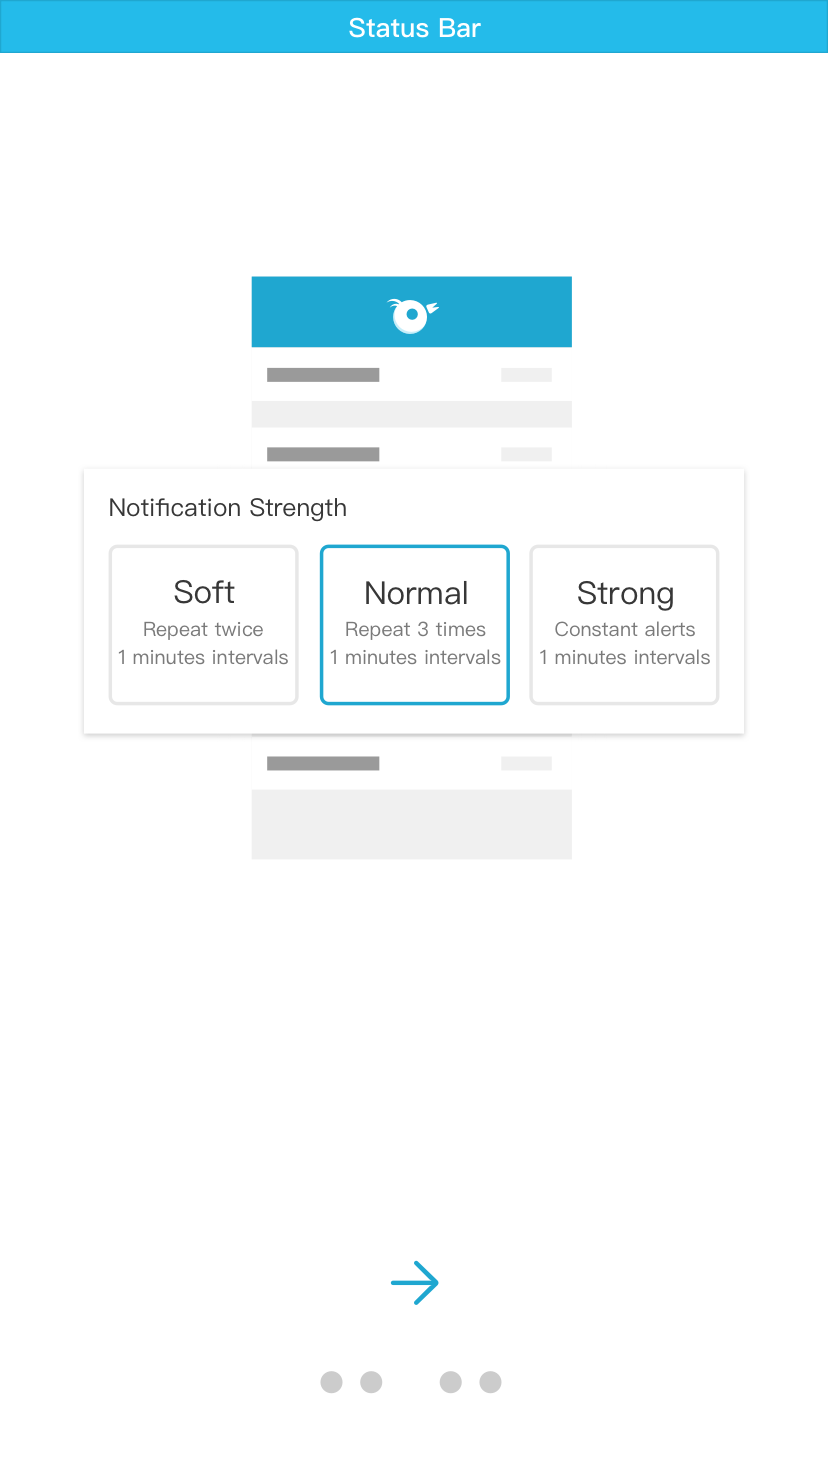 Status Bar
Notification Strength
Soft
Repeat twice
1 minutes intervals
Normal
Repeat 3 times
1 minutes intervals
Strong
Constant alerts
1 minutes intervals